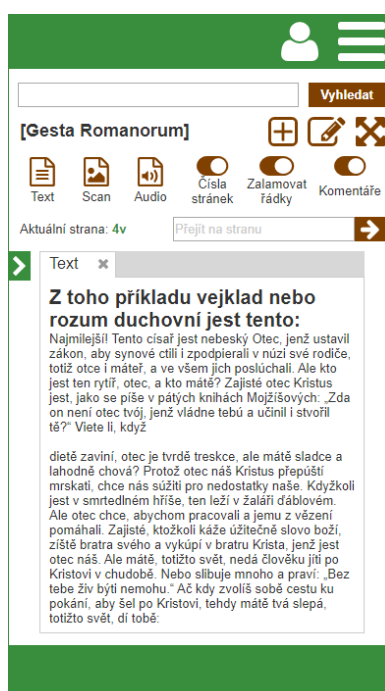 Vyhledat
[Gesta Romanorum]
Text
Scan
Audio
Čísla stránek
Zalamovat řádky
Komentáře
Aktuální strana: 4v
Přejít na stranu
Text
Z toho příkladu vejklad nebo
rozum duchovní jest tento:
Najmilejší! Tento císař jest nebeský Otec, jenž ustavil
zákon, aby synové ctili i zpodpierali v núzi své rodiče,
totiž otce i máteř, a ve všem jich poslúchali. Ale kto
jest ten rytíř, otec, a kto mátě? Zajisté otec Kristus
jest, jako se píše v pátých knihách Mojžíšových: „Zda
on není otec tvój, jenž vládne tebú a učinil i stvořil
tě?“ Viete li, když
dietě zaviní, otec je tvrdě treskce, ale mátě sladce a
lahodně chová? Protož otec náš Kristus přepúští
mrskati, chce nás súžiti pro nedostatky naše. Kdyžkoli
jest v smrtedlném hříše, ten leží v žaláři ďáblovém.
Ale otec chce, abychom pracovali a jemu z vězení
pomáhali. Zajisté, ktožkoli káže úžitečně slovo boží,
zíště bratra svého a vykúpí v bratru Krista, jenž jest
otec náš. Ale mátě, totižto svět, nedá člověku jíti po
Kristovi v chudobě. Nebo slibuje mnoho a praví: „Bez
tebe živ býti nemohu.“ Ač kdy zvolíš sobě cestu ku
pokání, aby šel po Kristovi, tehdy mátě tvá slepá,
totižto svět, dí tobě: